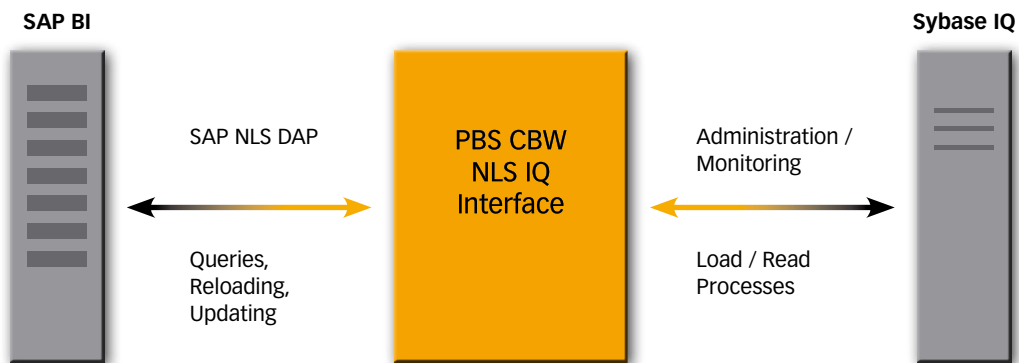 SAP BI
Sybase IQ
SAP NLS DAP
PBS CBW
NLS IQ
Interface
Administration /
Monitoring
Queries,
Reloading,
Updating
Load / Read
Processes